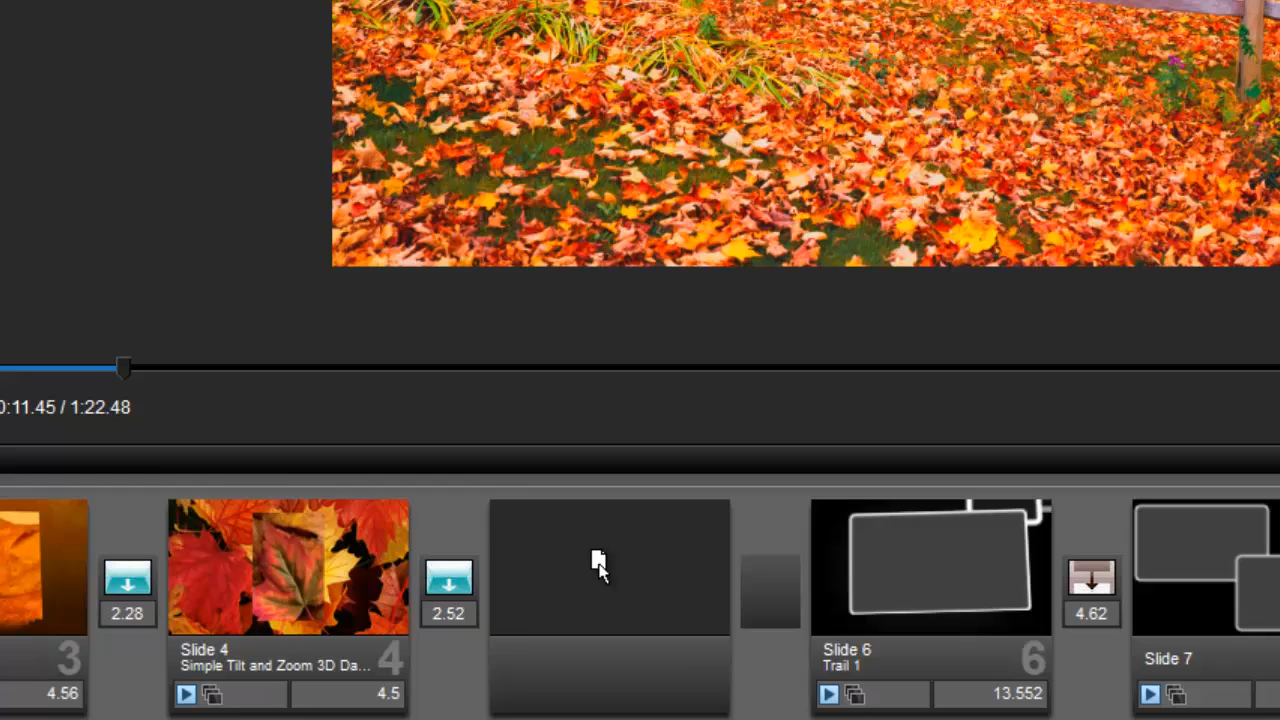 0:11.45 / 1:22.48
2.28
2.52
4.62
3
4.56
Slide 4
Simple Tilt and Zoom 3D Da...
4
4.5
Slide 6
Trail 1
6
13.552
Slide 7